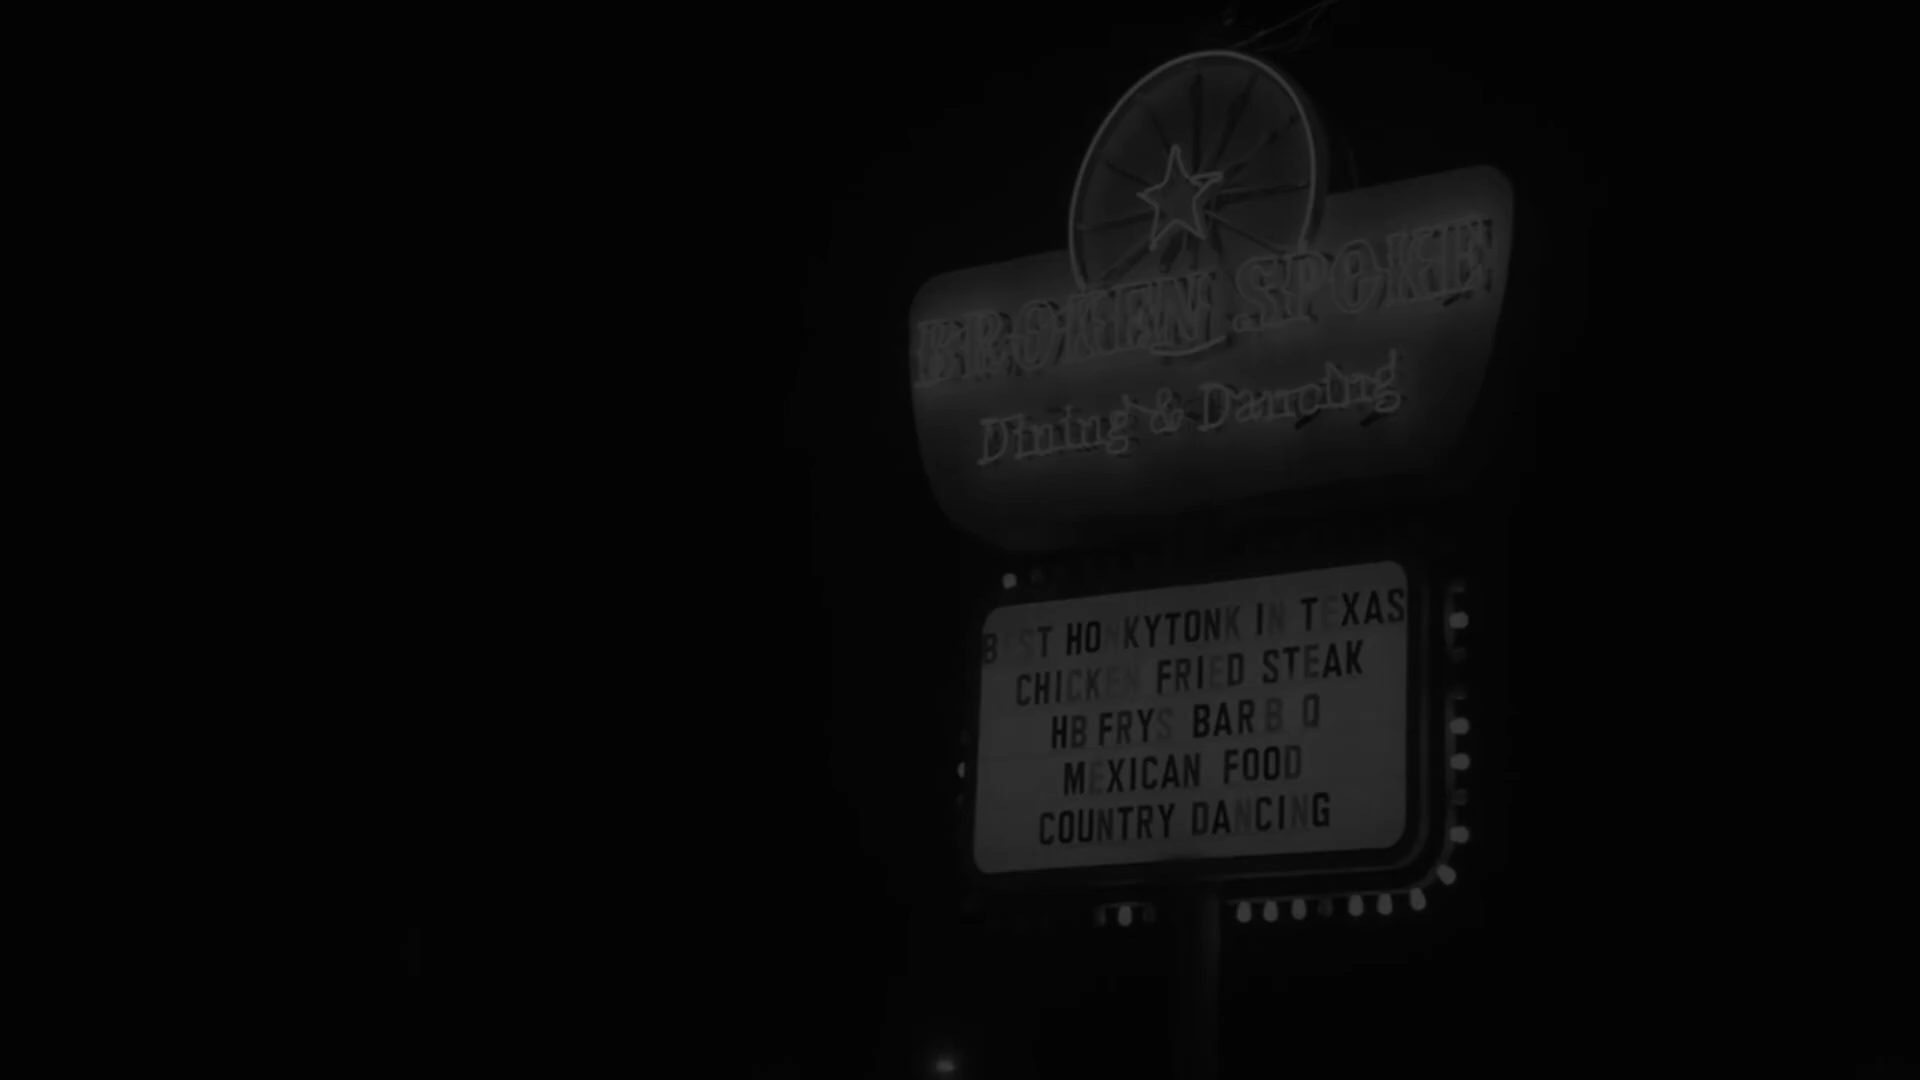 BROKEN SPOKE
Dining & Dancing
BEST HONKYTONK IN TEXAS
CHICKEN FRIED STEAK
HB FRYS BAR B Q
MEXICAN FOOD
COUNTRY DANCING